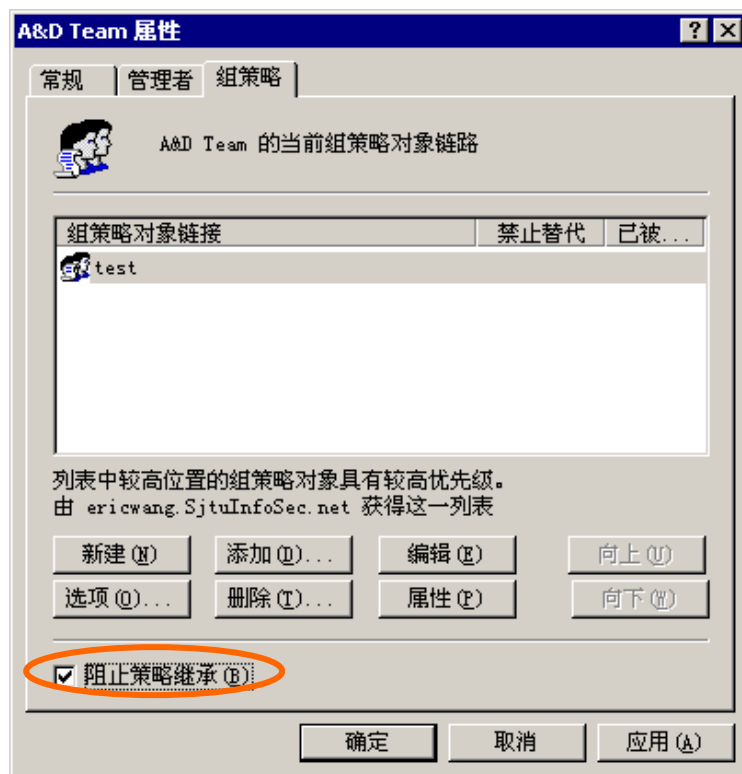 A&D Team 属性
常规 管理者 组策略
A&D Team 的当前组策略对象链路
组策略对象链接 禁止替代 已被...
test
列表中较高位置的组策略对象具有较高优先级。
由 ericwang.SjtuInfoSec.net 获得这一列表
新建(N) 添加(D)... 编辑(E) 向上(U)
选项(O)... 删除(T)... 属性(P) 向下(W)
阻止策略继承(B)
确定 取消 应用(A)